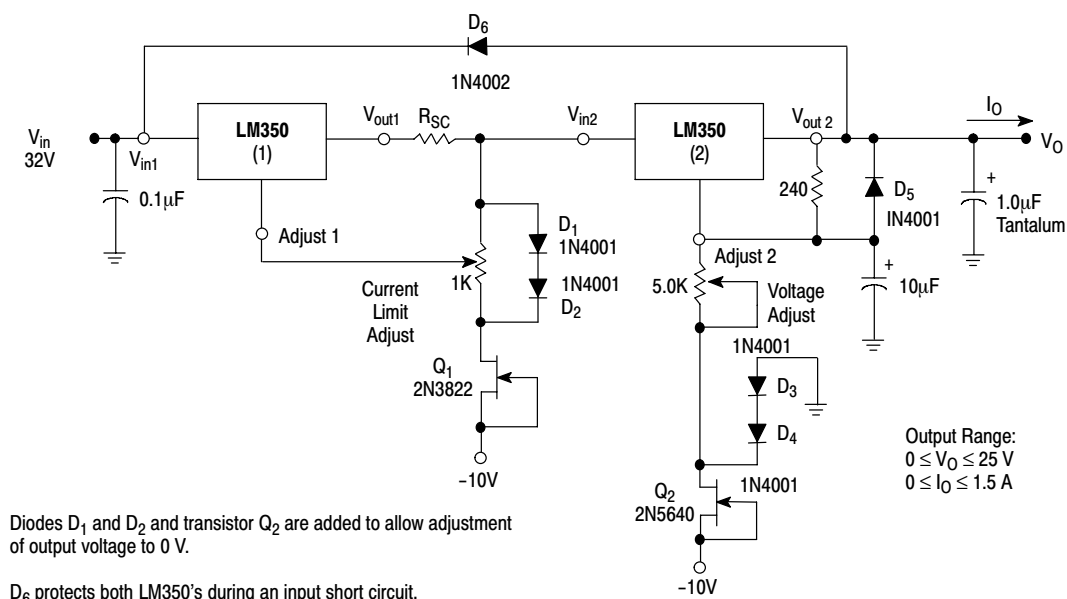 D6
1N4002
Vin
32V
Vin1
LM350
(1)
Vout1
RSC
Vin2
LM350
(2)
Vout 2
IO
VO
0.1µF
Adjust 1
D1
1N4001
1K
1N4001
D2
Current
Limit
Adjust
240
D5
IN4001
+
1.0µF
Tantalum
Adjust 2
5.0K
Voltage
Adjust
+
10µF
Q1
2N3822
-10V
1N4001
D3
D4
1N4001
Q2
2N5640
-10V
Output Range:
0 ≤ VO ≤ 25 V
0 ≤ IO ≤ 1.5 A
Diodes D1 and D2 and transistor Q2 are added to allow adjustment
of output voltage to 0 V.
D6 protects both LM350's during an input short circuit.